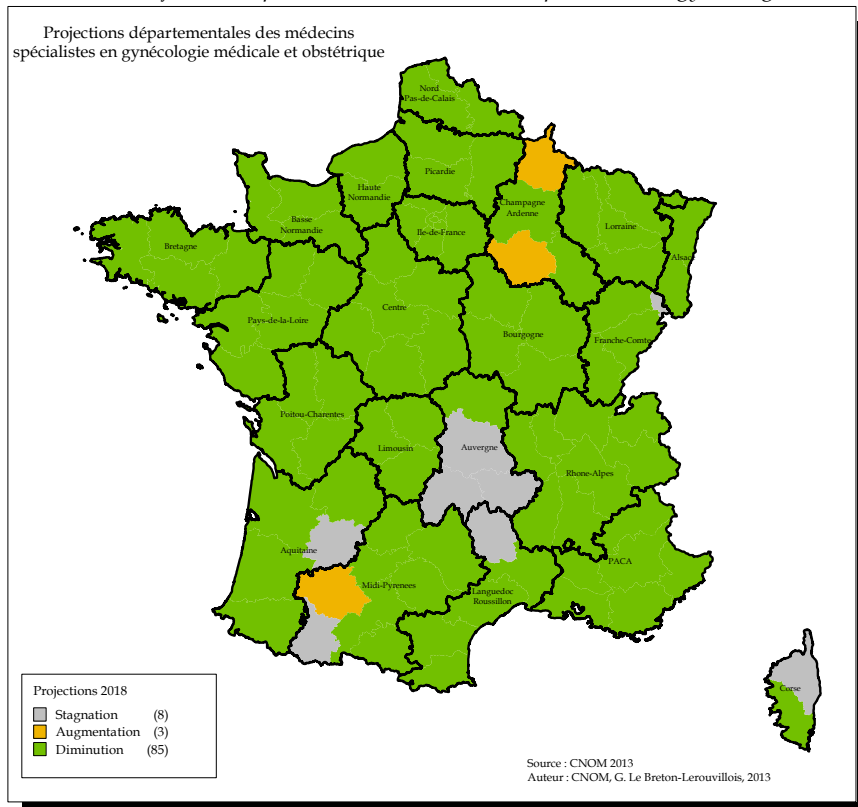 Projections départementales des médecins
spécialistes en gynécologie médicale et obstétrique
Nord
Pas-de-Calais
Picardie
Haute
Normandie
Champagne
Ardenne
Basse
Normandie
Ile-de-France
Lorraine
Alsace
Bretagne
Centre
Pays-de-la-Loire
Bourgogne
Franche-Comte
Poitou-Charentes
Limousin
Auvergne
Rhone-Alpes
Aquitaine
Midi-Pyrenees
Languedoc
Roussillon
PACA
Corse
Projections 2018
Stagnation (8)
Augmentation (3)
Diminution (85)
Source : CNOM 2013
Auteur : CNOM, G. Le Breton-Lerouvillois, 2013